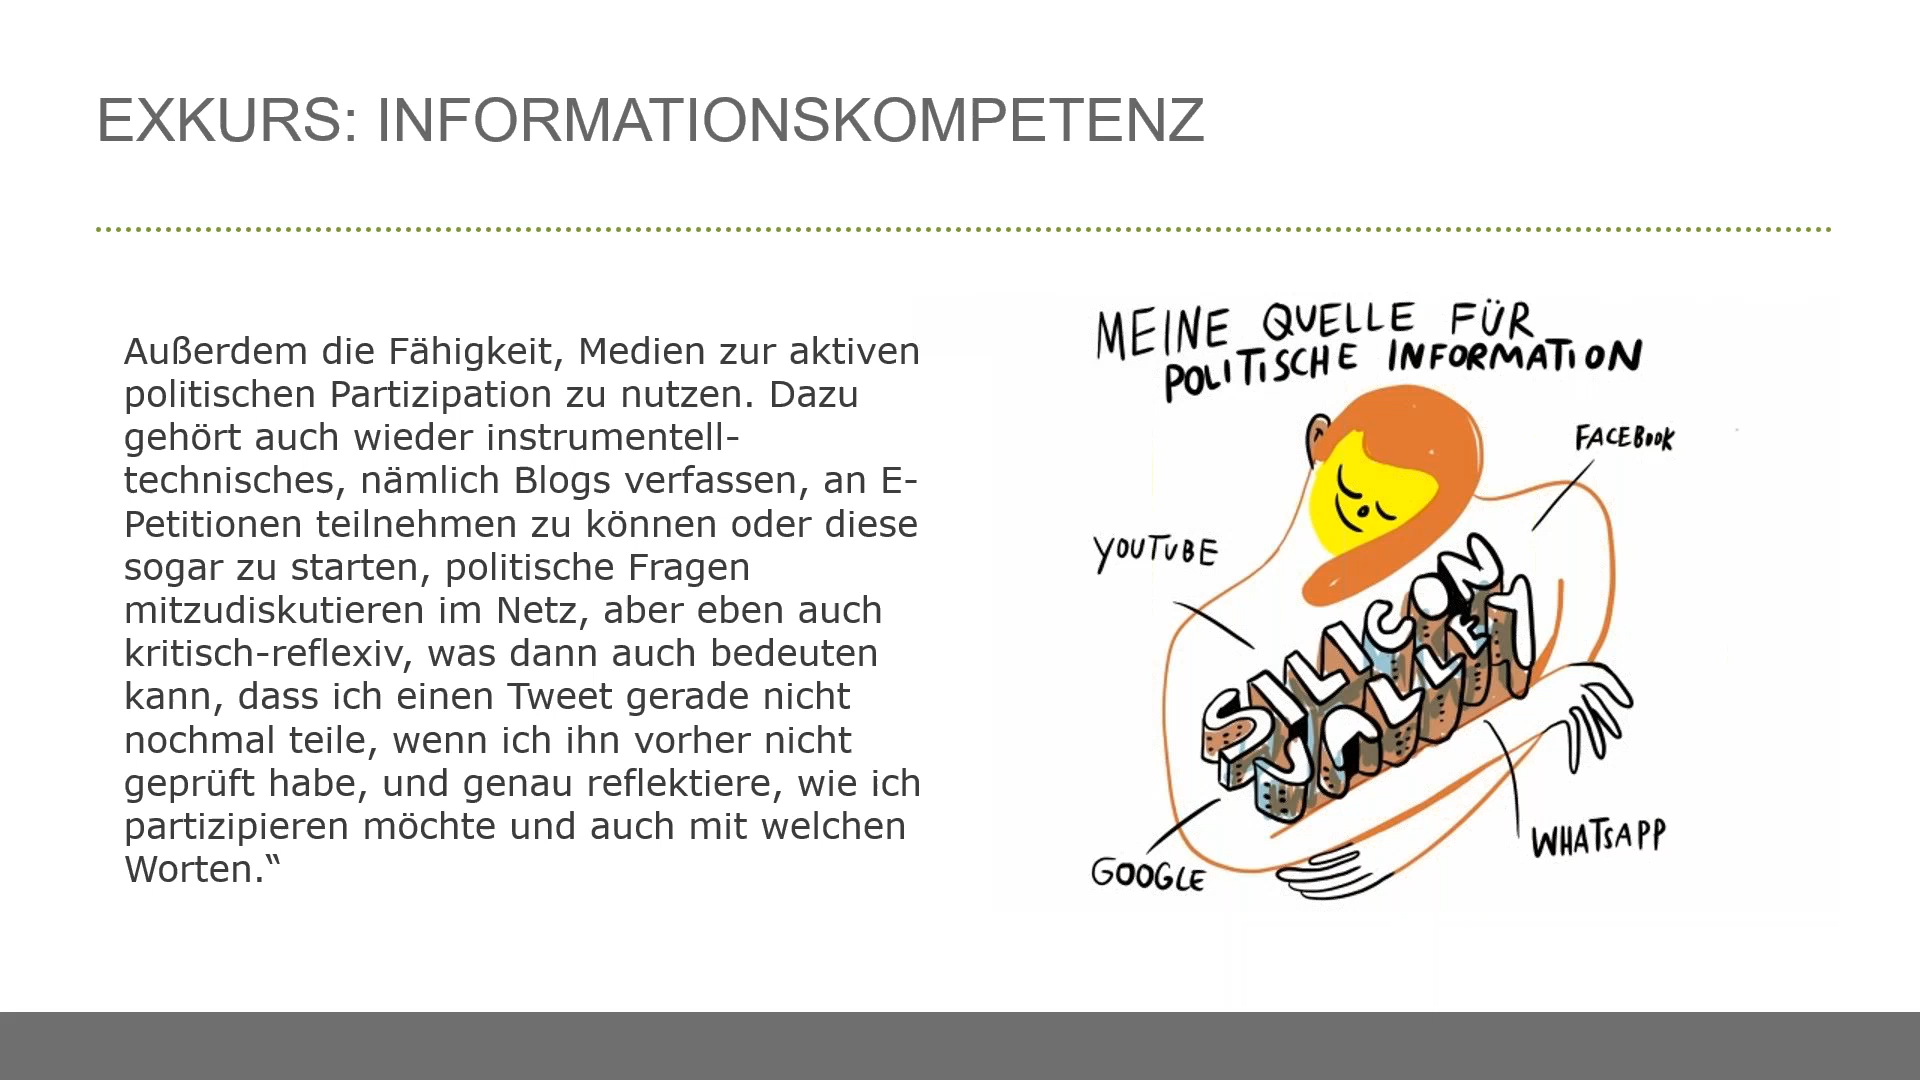 EXKURS: INFORMATIONSKOMPETENZ
Außerdem die Fähigkeit, Medien zur aktiven
politischen Partizipation zu nutzen. Dazu
gehört auch wieder instrumentell-
technisches, nämlich Blogs verfassen, an E-
Petitionen teilnehmen zu können oder diese
sogar zu starten, politische Fragen
mitzudiskutieren im Netz, aber eben auch
kritisch-reflexiv, was dann auch bedeuten
kann, dass ich einen Tweet gerade nicht
nochmal teile, wenn ich ihn vorher nicht
geprüft habe, und genau reflektiere, wie ich
partizipieren möchte und auch mit welchen
Worten.“
MEINE QUELLE FÜR
POLITISCHE INFORMATION
FACEBOOK
YOUTUBE
SILICON
VALLEY
WHATSAPP
GOOGLE